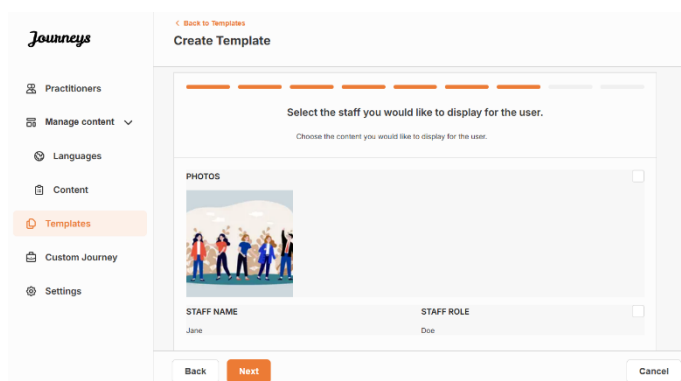 Journeys
Practitioners
Manage content
Languages
Content
Templates
Custom Journey
Settings
< Back to Templates
Create Template
Select the staff you would like to display for the user.
Choose the content you would like to display for the user.
PHOTOS
STAFF NAME STAFF ROLE
Jane Doe
Back Next Cancel